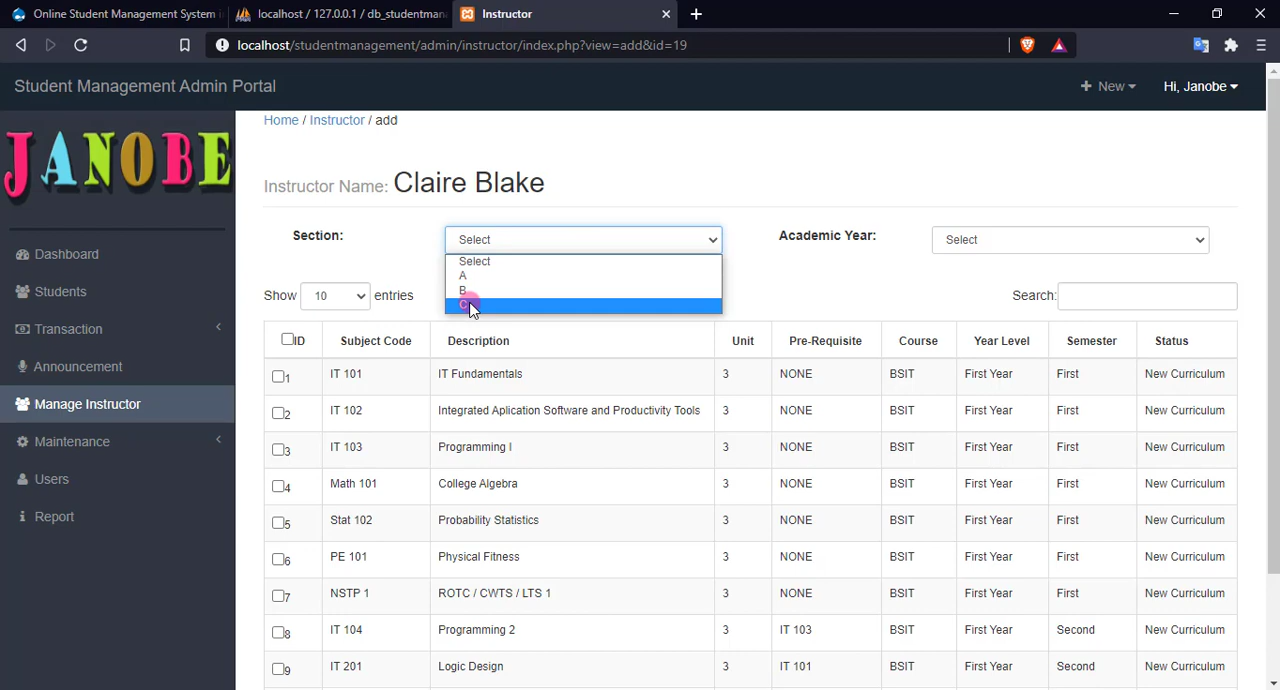 Online Student Management System i
localhost / 127.0.0.1 / db_studentman
Instructor
localhost/studentmanagement/admin/instructor/index.php?view=add&id=19
Student Management Admin Portal
New
Hi, Janobe
JANOBE
Dashboard
Students
Transaction
Announcement
Manage Instructor
Maintenance
Users
Report
Home / Instructor / add
Instructor Name: Claire Blake
Section:
Select
Academic Year:
Select
Select
A
B
C
Show 10 entries
Search:
ID Subject Code Description Unit Pre-Requisite Course Year Level Semester Status
1 IT 101 IT Fundamentals 3 NONE BSIT First Year First New Curriculum
2 IT 102 Integrated Aplication Software and Productivity Tools 3 NONE BSIT First Year First New Curriculum
3 IT 103 Programming I 3 NONE BSIT First Year First New Curriculum
4 Math 101 College Algebra 3 NONE BSIT First Year First New Curriculum
5 Stat 102 Probability Statistics 3 NONE BSIT First Year First New Curriculum
6 PE 101 Physical Fitness 3 NONE BSIT First Year First New Curriculum
7 NSTP 1 ROTC / CWTS / LTS 1 3 NONE BSIT First Year First New Curriculum
8 IT 104 Programming 2 3 IT 103 BSIT First Year Second New Curriculum
9 IT 201 Logic Design 3 IT 101 BSIT First Year Second New Curriculum